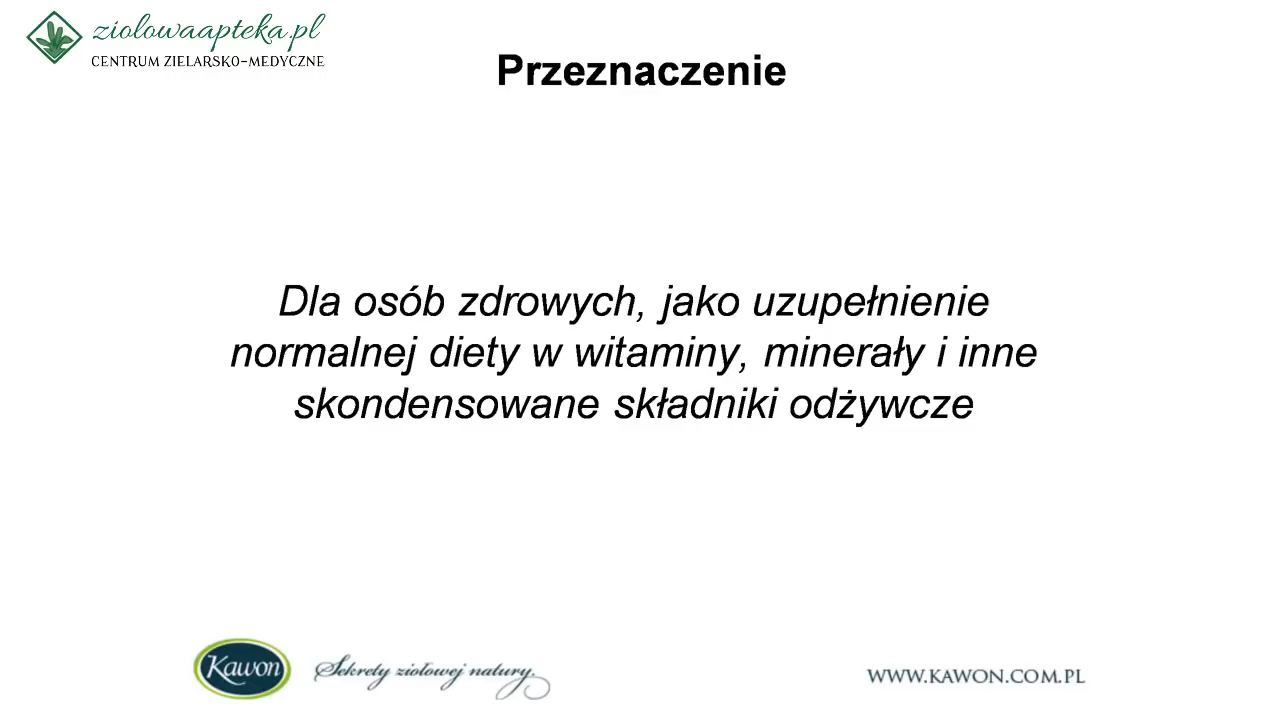 ziolowaapteka.pl
CENTRUM ZIELARSKO-MEDYCZNE
Przeznaczenie
Dla osób zdrowych, jako uzupełnienie
normalnej diety w witaminy, minerały i inne
skondensowane składniki odżywcze
Kawon Sekrety ziołowej natury.
WWW.KAWON.COM.PL